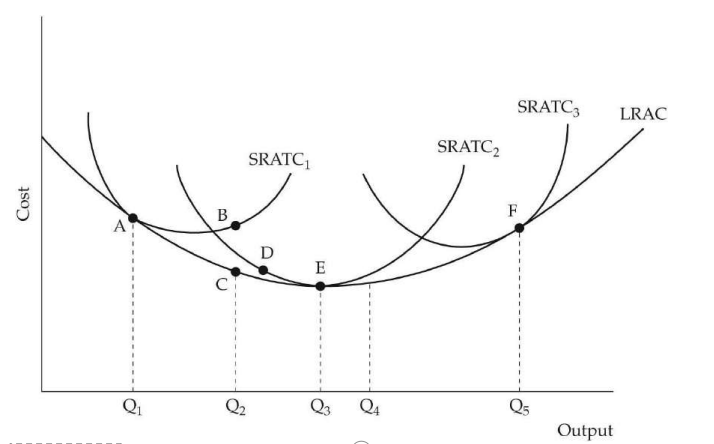 SRATC3
LRAC
SRATC2
SRATC1
Cost
A
B
C
D
E
F
Q1
Q2
Q3
Q4
Q5
Output